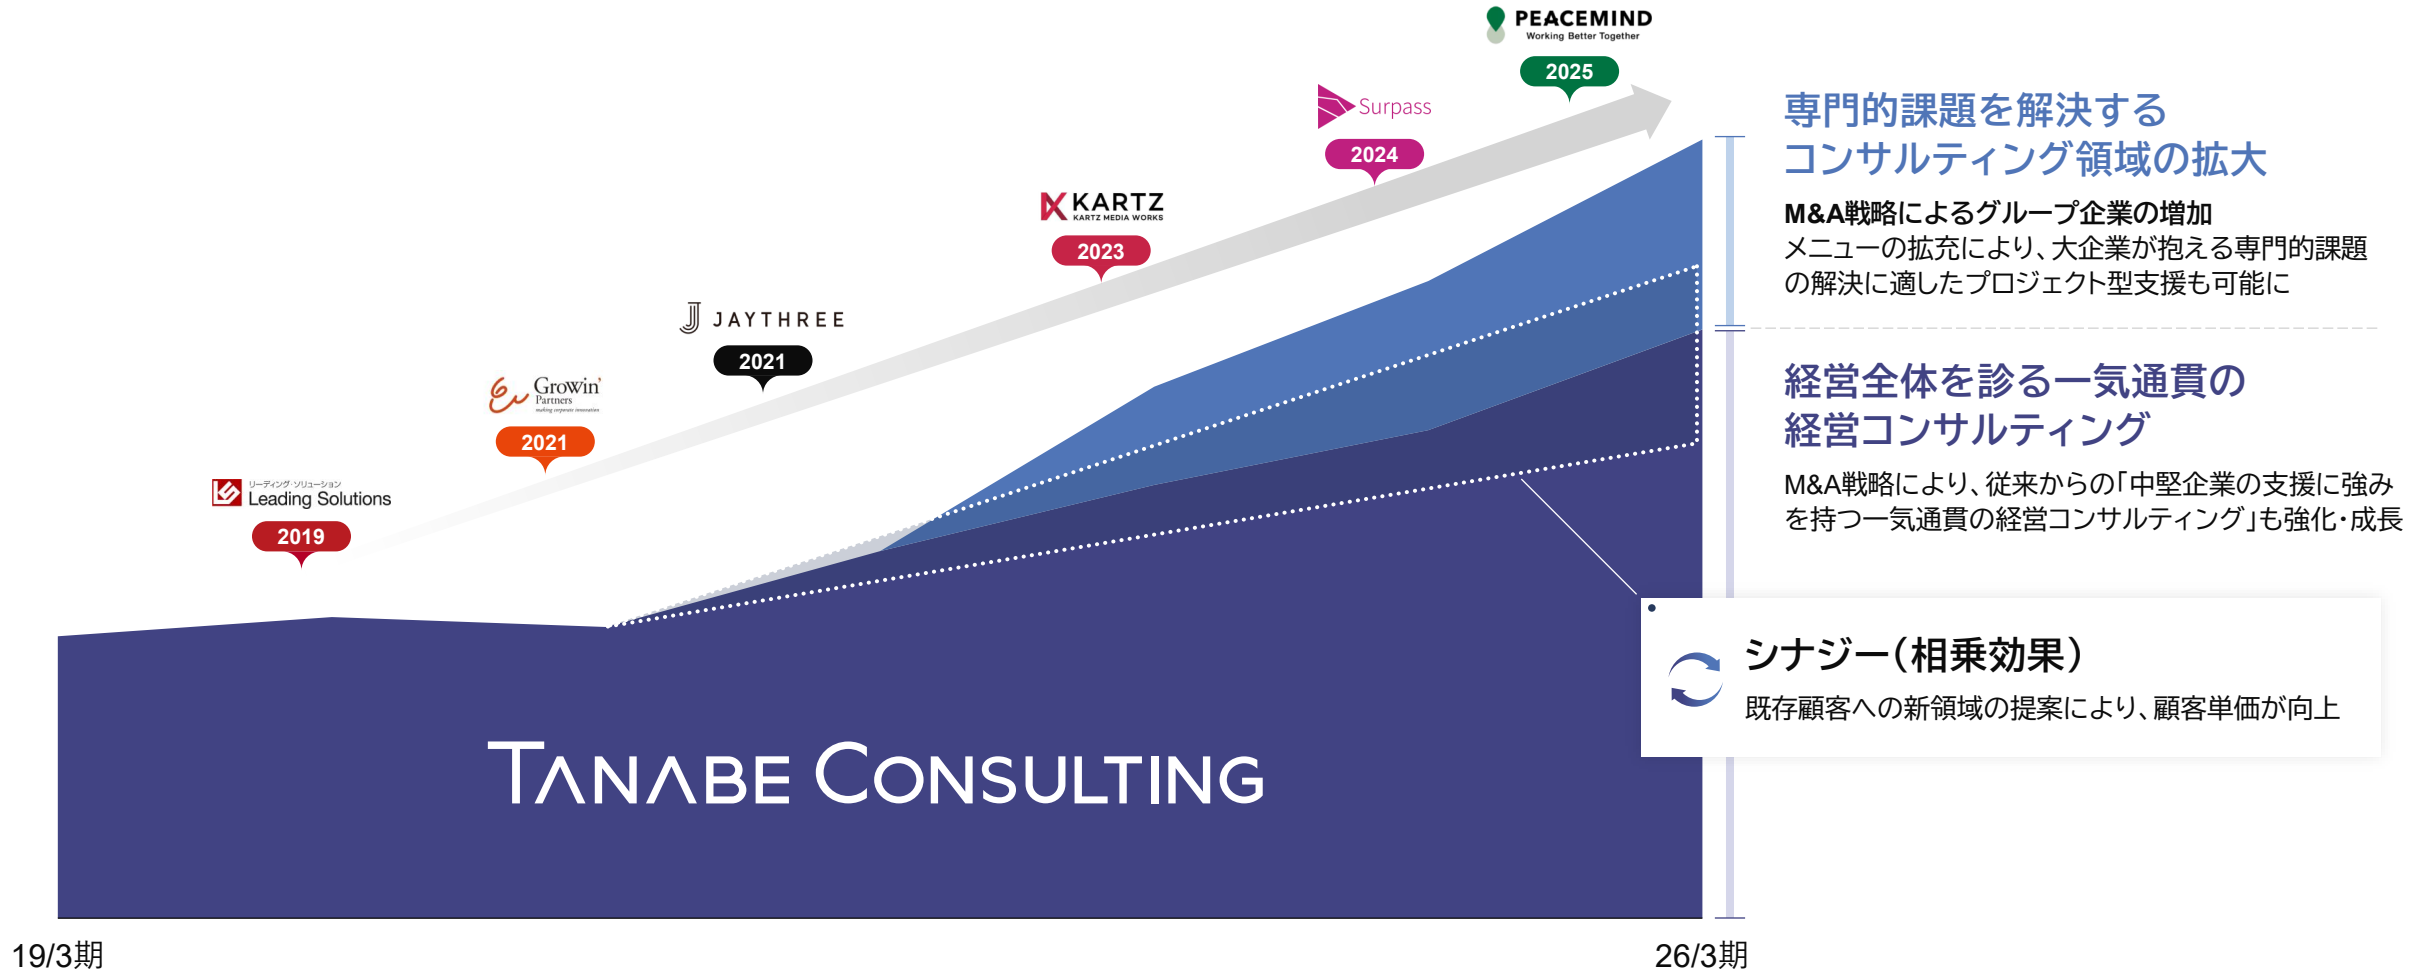 PEACEMIND
Working Better Together
2025
Surpass
2024
KARTZ
KARTZ MEDIA WORKS
2023
JAYTHREE
2021
Growin'
Partners
making corporate innovation
2021
リーディング・ソリューション
Leading Solutions
2019
専門的課題を解決する
コンサルティング領域の拡大
M&A戦略によるグループ企業の増加
メニューの拡充により、大企業が抱える専門的課題
の解決に適したプロジェクト型支援も可能に
経営全体を診る一気通貫の
経営コンサルティング
M&A戦略により、従来からの「中堅企業の支援に強み
を持つ一気通貫の経営コンサルティング」も強化・成長
シナジー（相乗効果）
既存顧客への新領域の提案により、顧客単価が向上
TANABE CONSULTING
19/3期
26/3期